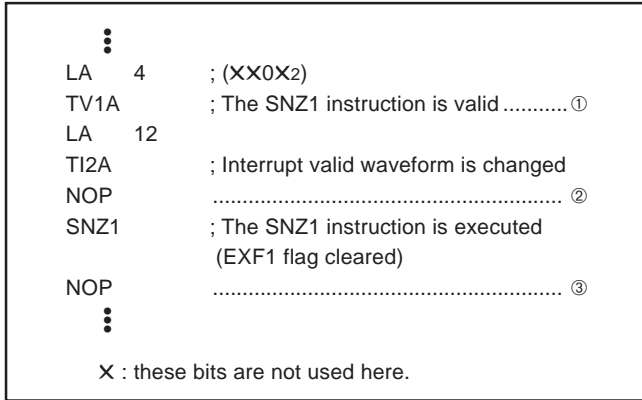 LA 4 ; (✕✕0✕2)
TV1A ; The SNZ1 instruction is valid ........... ①
LA 12
TI2A ; Interrupt valid waveform is changed
NOP ........................................................... ②
SNZ1 ; The SNZ1 instruction is executed
(EXF1 flag cleared)
NOP ........................................................... ③
✕ : these bits are not used here.